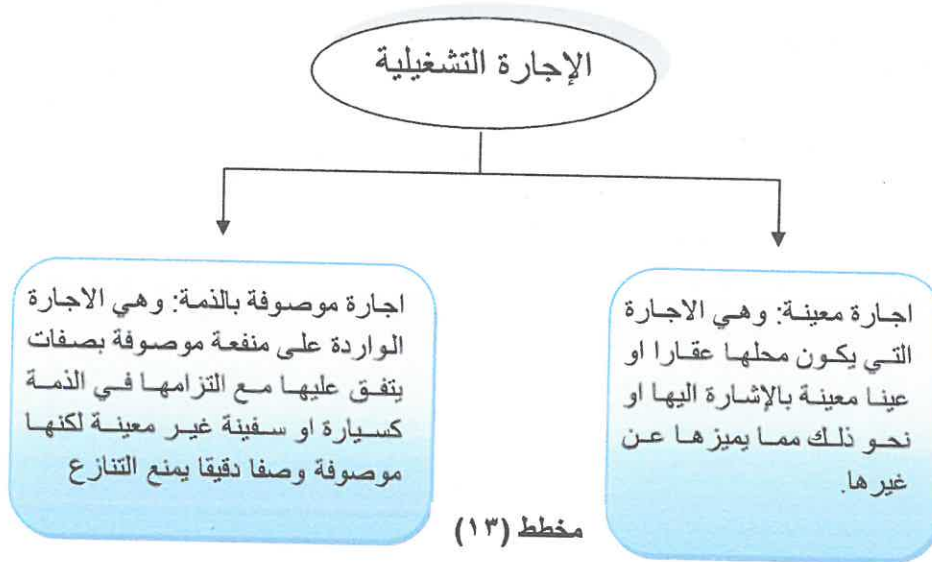 الإجارة التشغيلية
اجارة معينة: وهي الاجارة
التي يكون محلها عقارا او
عينا معينة بالإشارة اليها او
نحو ذلك مما يميزها عن
غيرها.
اجارة موصوفة بالذمة: وهي الاجارة
الواردة على منفعة موصوفة بصفات
يتفق عليها مع التزامها في الذمة
كسيارة او سفينة غير معينة لكنها
موصوفة وصفا دقيقا يمنع التنازع
مخطط (١٣)